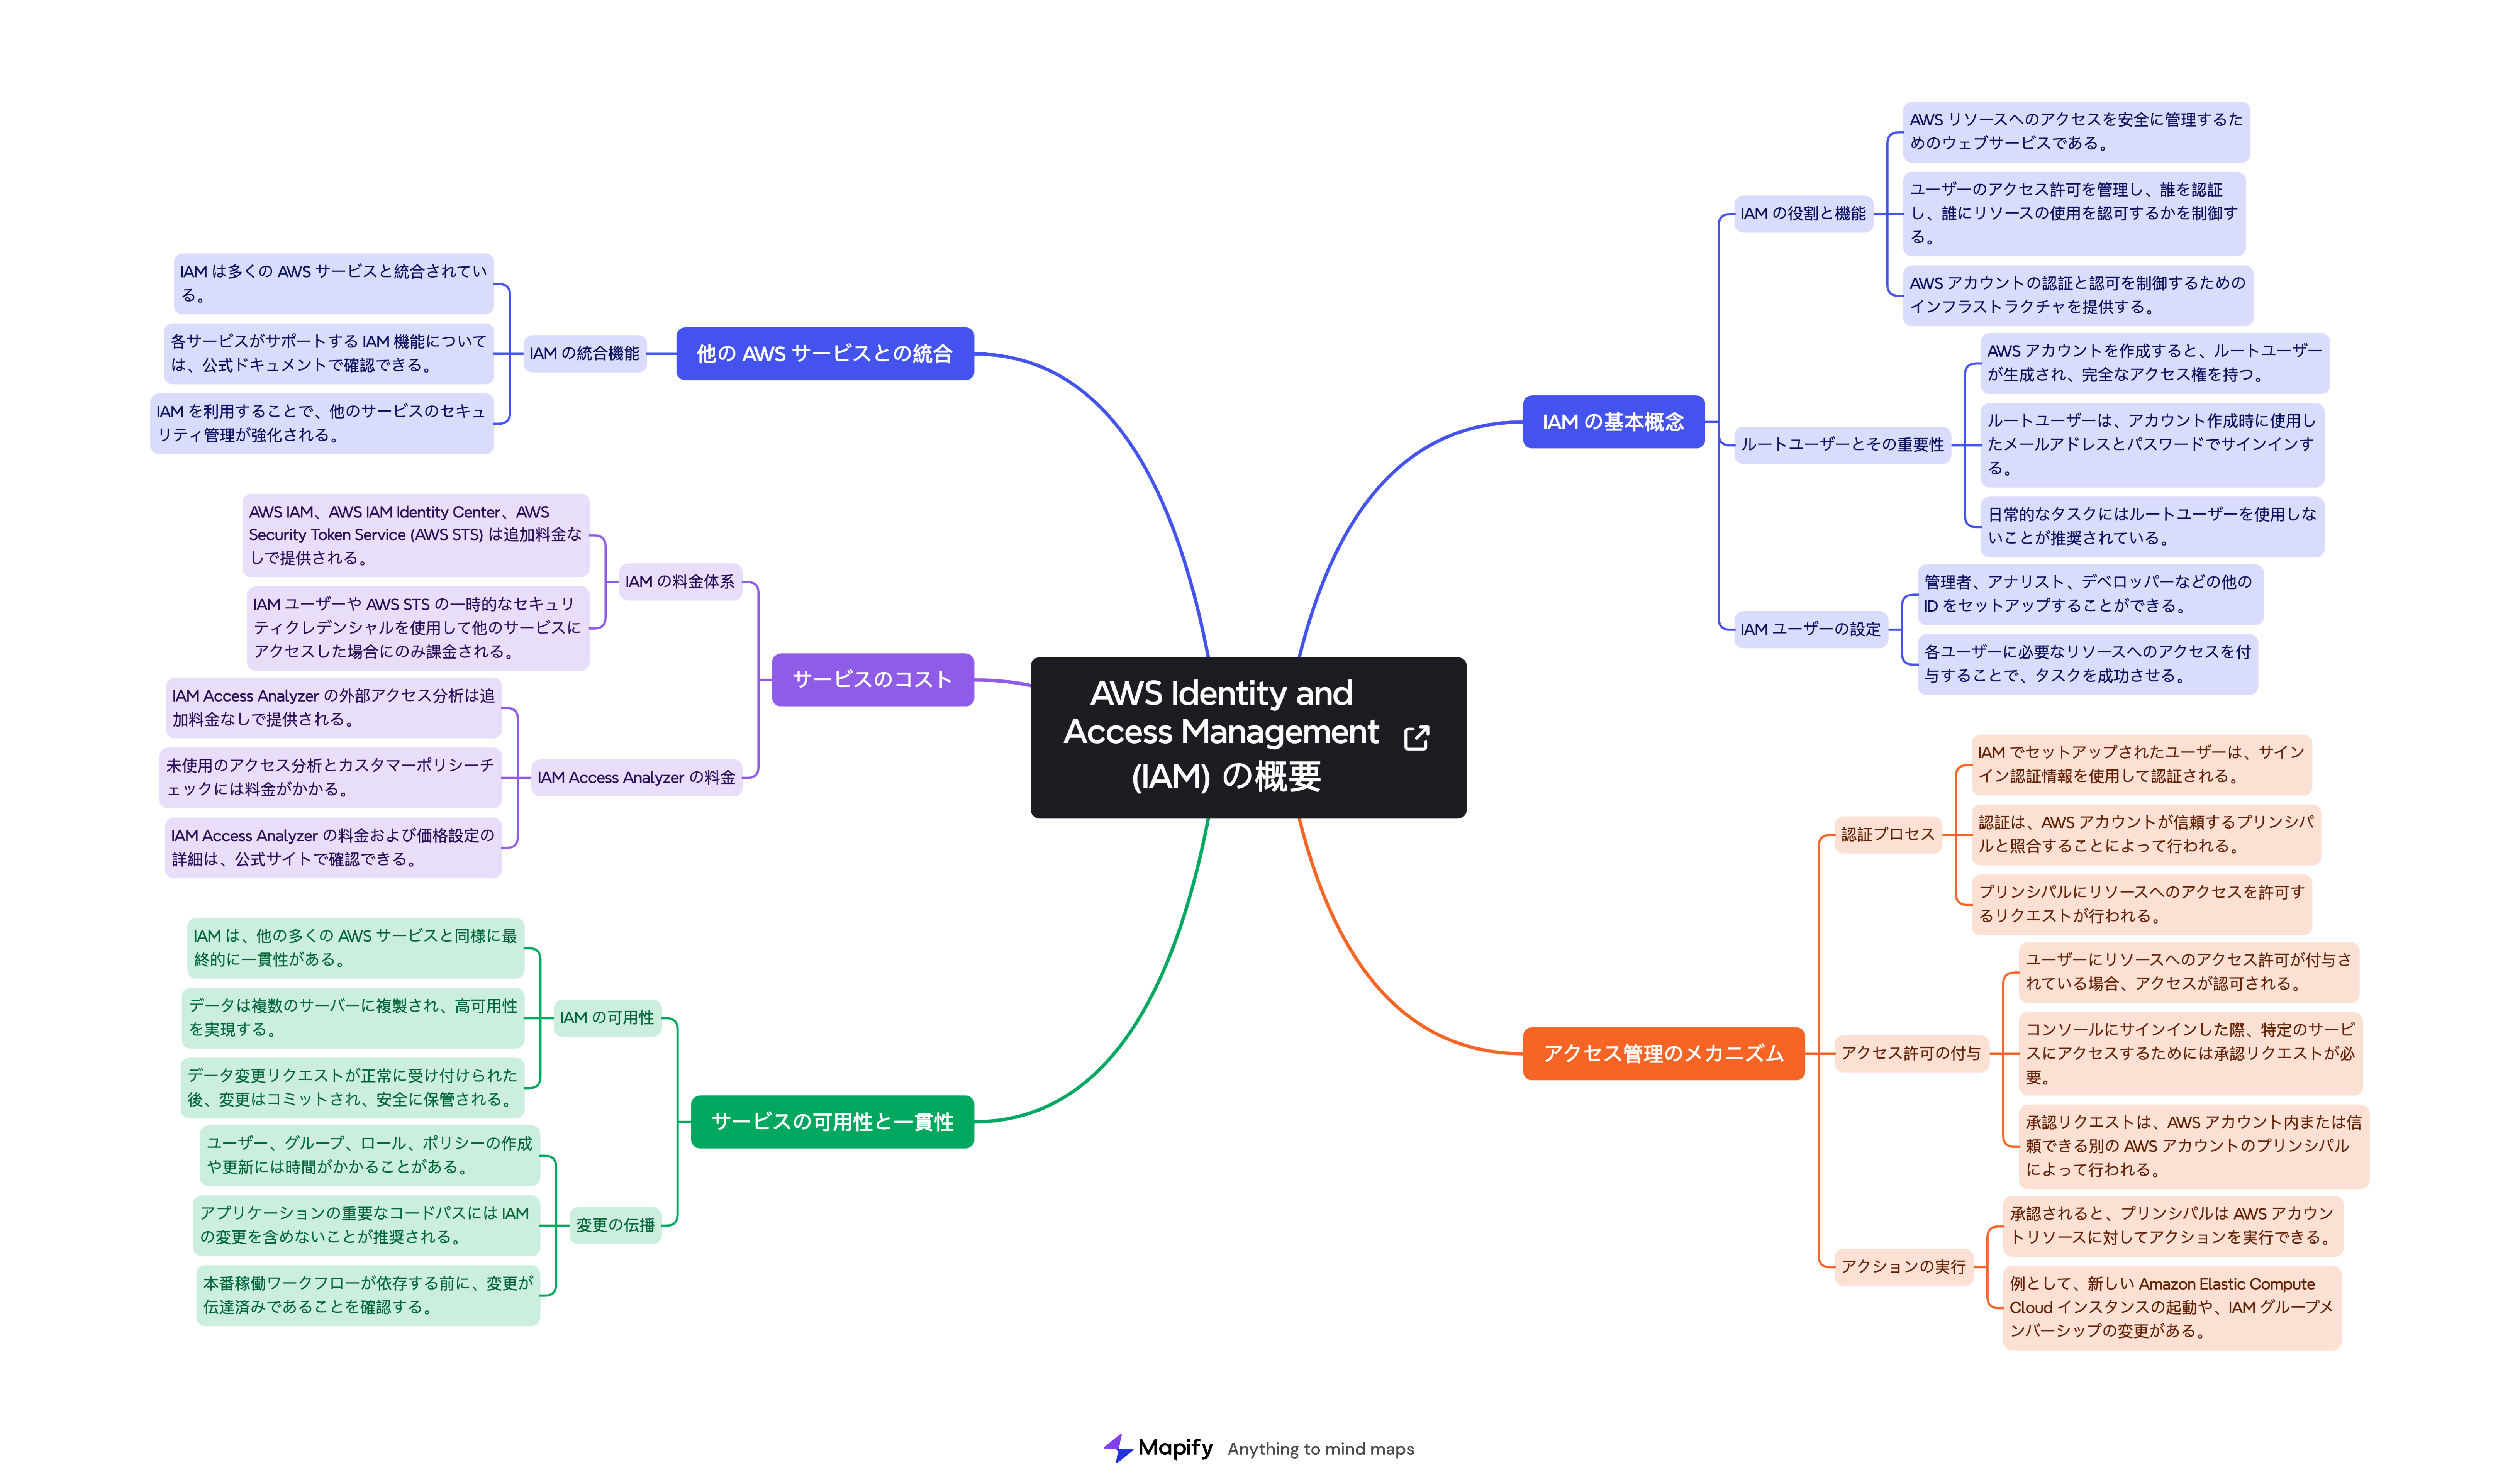 AWS Identity and
Access Management
(IAM) の概要
IAM の基本概念
IAM の役割と機能
AWS リソースへのアクセスを安全に管理するた
めのウェブサービスである。
ユーザーのアクセス許可を管理し、誰を認証
し、誰にリソースの使用を認可するかを制御す
る。
AWS アカウントの認証と認可を制御するための
インフラストラクチャを提供する。
ルートユーザーとその重要性
AWS アカウントを作成すると、ルートユーザー
が生成され、完全なアクセス権を持つ。
ルートユーザーは、アカウント作成時に使用し
たメールアドレスとパスワードでサインインす
る。
日常的なタスクにはルートユーザーを使用しな
いことが推奨されている。
IAM ユーザーの設定
管理者、アナリスト、デベロッパーなどの他の
ID をセットアップすることができる。
各ユーザーに必要なリソースへのアクセスを付
与することで、タスクを成功させる。
アクセス管理のメカニズム
認証プロセス
IAM でセットアップされたユーザーは、サイン
イン認証情報を使用して認証される。
認証は、AWS アカウントが信頼するプリンシパ
ルと照合することによって行われる。
プリンシパルにリソースへのアクセスを許可す
るリクエストが行われる。
アクセス許可の付与
ユーザーにリソースへのアクセス許可が付与さ
れている場合、アクセスが認可される。
コンソールにサインインした際、特定のサービ
スにアクセスするためには承認リクエストが必
要。
承認リクエストは、AWS アカウント内または信
頼できる別の AWS アカウントのプリンシパル
によって行われる。
アクションの実行
承認されると、プリンシパルは AWS アカウン
トリソースに対してアクションを実行できる。
例として、新しい Amazon Elastic Compute
Cloud インスタンスの起動や、IAM グループメ
ンバーシップの変更がある。
他の AWS サービスとの統合
IAM の統合機能
IAM は多くの AWS サービスと統合されてい
る。
各サービスがサポートする IAM 機能について
は、公式ドキュメントで確認できる。
IAM を利用することで、他のサービスのセキュ
リティ管理が強化される。
サービスのコスト
IAM の料金体系
AWS IAM、AWS IAM Identity Center、AWS
Security Token Service (AWS STS) は追加料金な
しで提供される。
IAM ユーザーや AWS STS の一時的なセキュリ
ティクレデンシャルを使用して他のサービスに
アクセスした場合にのみ課金される。
IAM Access Analyzer の料金
IAM Access Analyzer の外部アクセス分析は追
加料金なしで提供される。
未使用のアクセス分析とカスタマーポリシーチ
ェックには料金がかかる。
IAM Access Analyzer の料金および価格設定の
詳細は、公式サイトで確認できる。
サービスの可用性と一貫性
IAM の可用性
IAM は、他の多くの AWS サービスと同様に最
終的に一貫性がある。
データは複数のサーバーに複製され、高可用性
を実現する。
データ変更リクエストが正常に受け付けられた
後、変更はコミットされ、安全に保管される。
変更の伝播
ユーザー、グループ、ロール、ポリシーの作成
や更新には時間がかかることがある。
アプリケーションの重要なコードパスには IAM
の変更を含めないことが推奨される。
本番稼働ワークフローが依存する前に、変更が
伝達済みであることを確認する。
Mapify Anything to mind maps